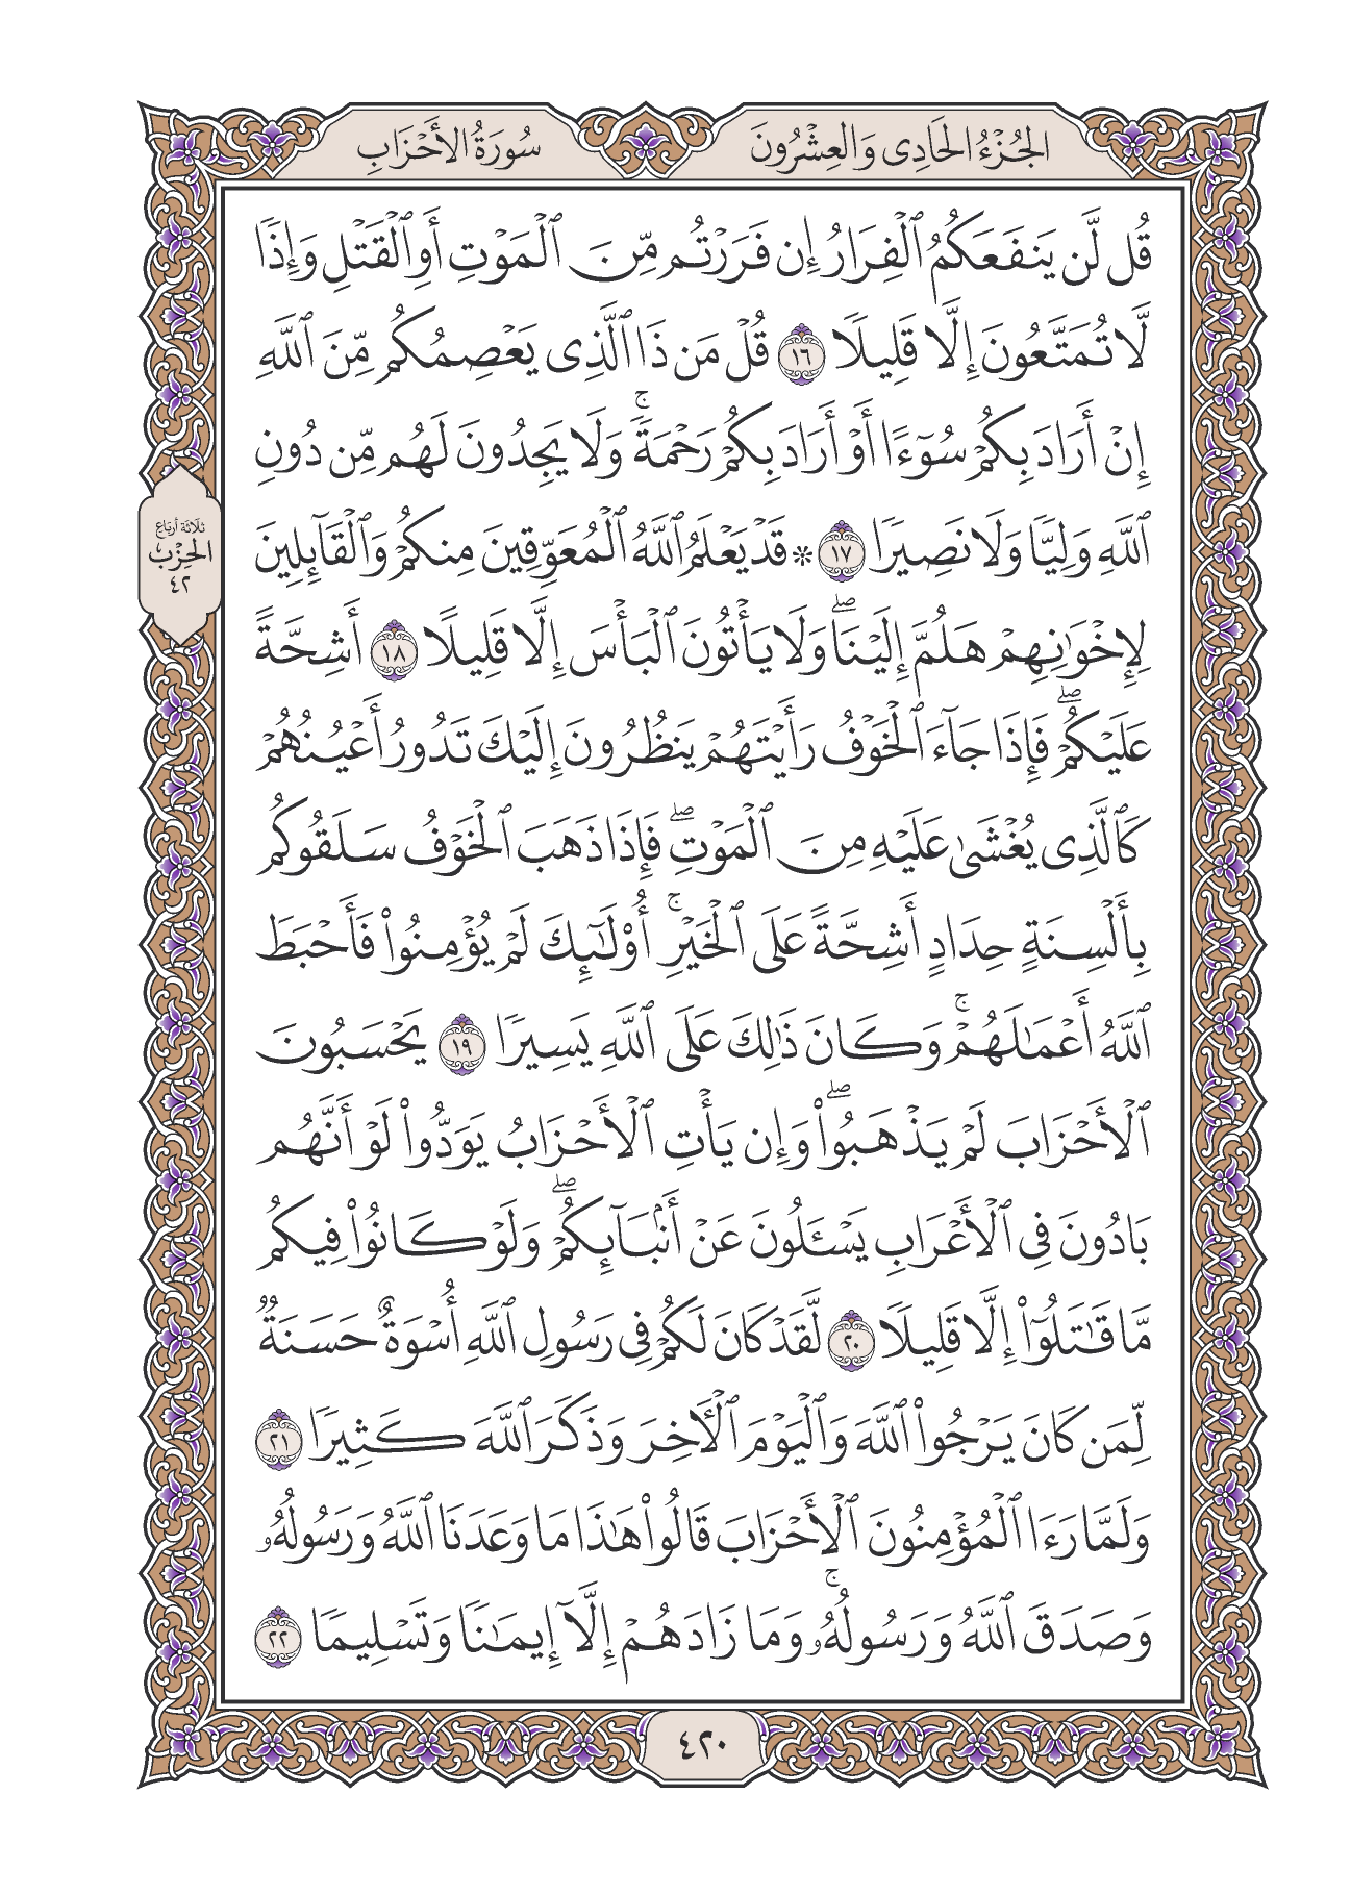 الجُزْءُ الحَادِي وَالعِشْرُونَ
سُورَةُ الأَحْزَابِ
قُل لَّن يَنفَعَكُمُ ٱلْفِرَارُ إِن فَرَرْتُم مِّنَ ٱلْمَوْتِ أَوِ ٱلْقَتْلِ وَإِذًا
لَّا تُمَتَّعُونَ إِلَّا قَلِيلًا ١٦ قُلْ مَن ذَا ٱلَّذِى يَعْصِمُكُم مِّنَ ٱللَّهِ
إِنْ أَرَادَ بِكُمْ سُوٓءًا أَوْ أَرَادَ بِكُمْ رَحْمَةً ۚ وَلَا يَجِدُونَ لَهُم مِّن دُونِ
ٱللَّهِ وَلِيًّا وَلَا نَصِيرًا ١٧ * قَدْ يَعْلَمُ ٱللَّهُ ٱلْمُعَوِّقِينَ مِنكُمْ وَٱلْقَآئِلِينَ
لِإِخْوَٰنِهِمْ هَلُمَّ إِلَيْنَا ۖ وَلَا يَأْتُونَ ٱلْبَأْسَ إِلَّا قَلِيلًا ١٨ أَشِحَّةً
عَلَيْكُمْ ۖ فَإِذَا جَآءَ ٱلْخَوْفُ رَأَيْتَهُمْ يَنظُرُونَ إِلَيْكَ تَدُورُ أَعْيُنُهُمْ
كَٱلَّذِى يُغْشَىٰ عَلَيْهِ مِنَ ٱلْمَوْتِ ۖ فَإِذَا ذَهَبَ ٱلْخَوْفُ سَلَقُوكُم
بِأَلْسِنَةٍ حِدَادٍ أَشِحَّةً عَلَى ٱلْخَيْرِ ۚ أُو۟لَٰٓئِكَ لَمْ يُؤْمِنُوا۟ فَأَحْبَطَ
ٱللَّهُ أَعْمَٰلَهُمْ ۚ وَكَانَ ذَٰلِكَ عَلَى ٱللَّهِ يَسِيرًا ١٩ يَحْسَبُونَ
ٱلْأَحْزَابَ لَمْ يَذْهَبُوا۟ ۖ وَإِن يَأْتِ ٱلْأَحْزَابُ يَوَدُّوا۟ لَوْ أَنَّهُم
بَادُونَ فِى ٱلْأَعْرَابِ يَسْـَٔلُونَ عَنْ أَنۢبَآئِكُمْ ۖ وَلَوْ كَانُوا۟ فِيكُم
مَّا قَٰتَلُوٓا۟ إِلَّا قَلِيلًا ٢٠ لَّقَدْ كَانَ لَكُمْ فِى رَسُولِ ٱللَّهِ أُسْوَةٌ حَسَنَةٌ
لِّمَن كَانَ يَرْجُوا۟ ٱللَّهَ وَٱلْيَوْمَ ٱلْـَٔاخِرَ وَذَكَرَ ٱللَّهَ كَثِيرًا ٢١
وَلَمَّا رَءَا ٱلْمُؤْمِنُونَ ٱلْأَحْزَابَ قَالُوا۟ هَٰذَا مَا وَعَدَنَا ٱللَّهُ وَرَسُولُهُۥ
وَصَدَقَ ٱللَّهُ وَرَسُولُهُۥ ۚ وَمَا زَادَهُمْ إِلَّآ إِيمَٰنًا وَتَسْلِيمًا ٢٢
ثلاثة أرباع
الحِزْب
٤٢
٤٢٠